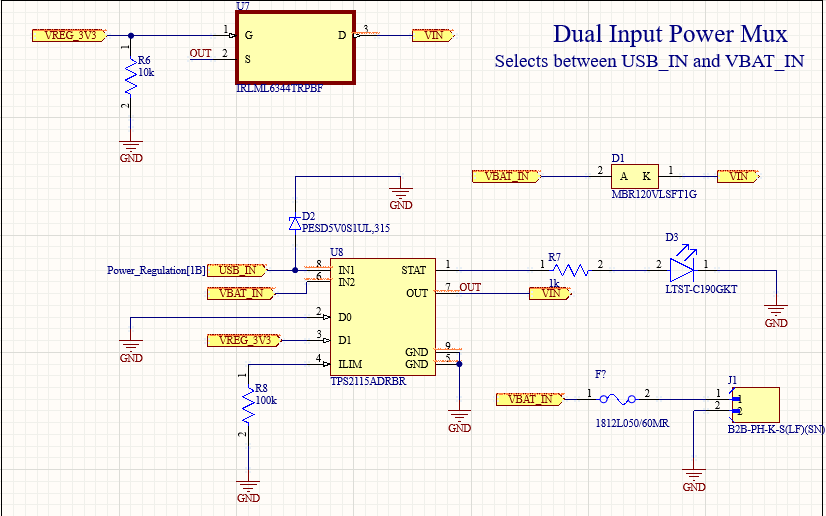 U7
Dual Input Power Mux
Selects between USB_IN and VBAT_IN
VREG_3V3
1
G
D
3
VIN
OUT
2
S
1
R6
10k
2
IRLML6344TRPBF
GND
D1
VBAT_IN
2
A
K
1
VIN
MBR120VLSFT1G
GND
D2
PESD5V0S1UL,315
U8
Power_Regulation[1B]
USB_IN
8
IN1
STAT
1
1
R7
2
1k
D3
2
1
LTST-C190GKT
VBAT_IN
6
IN2
OUT
7
OUT
VIN
2
D0
GND
GND
VREG_3V3
3
D1
4
ILIM
GND
9
GND
5
TPS2115ADRBR
1
R8
100k
2
GND
GND
F?
VBAT_IN
1
2
1812L050/60MR
J1
1
1
2
2
B2B-PH-K-S(LF)(SN)
GND